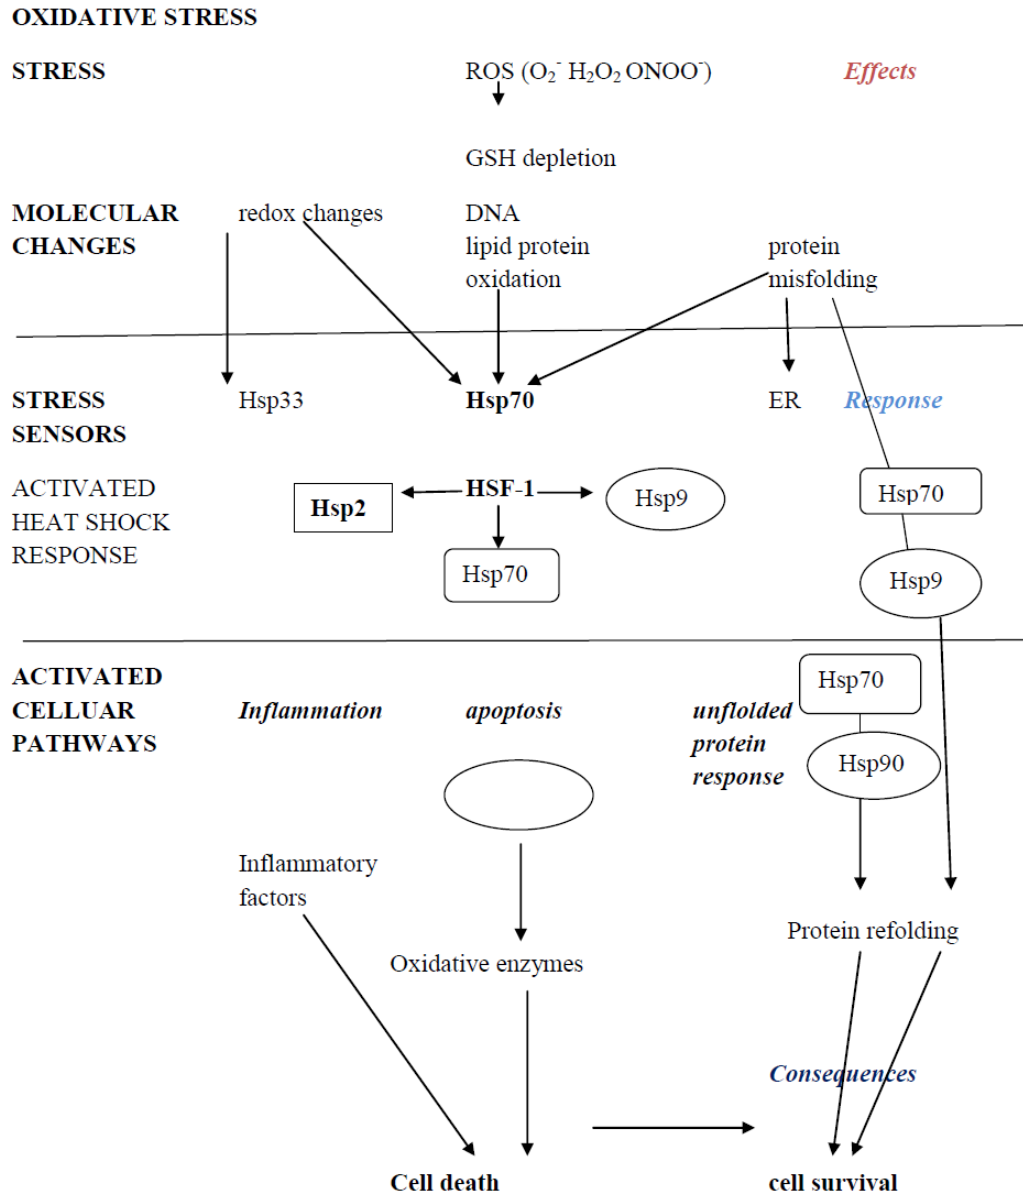 OXIDATIVE STRESS
STRESS
ROS (O₂⁻ H₂O₂ ONOO⁻)
Effects
GSH depletion
MOLECULAR
CHANGES
redox changes
DNA
lipid protein
oxidation
protein
misfolding
STRESS
SENSORS
Hsp33
Hsp70
ER
Response
ACTIVATED
HEAT SHOCK
RESPONSE
Hsp2
HSF-1
Hsp9
Hsp70
Hsp70
Hsp9
ACTIVATED
CELLUAR
PATHWAYS
Inflammation
apoptosis
unflolded
protein
response
Hsp70
Hsp90
Inflammatory
factors
Oxidative enzymes
Protein refolding
Consequences
Cell death
cell survival